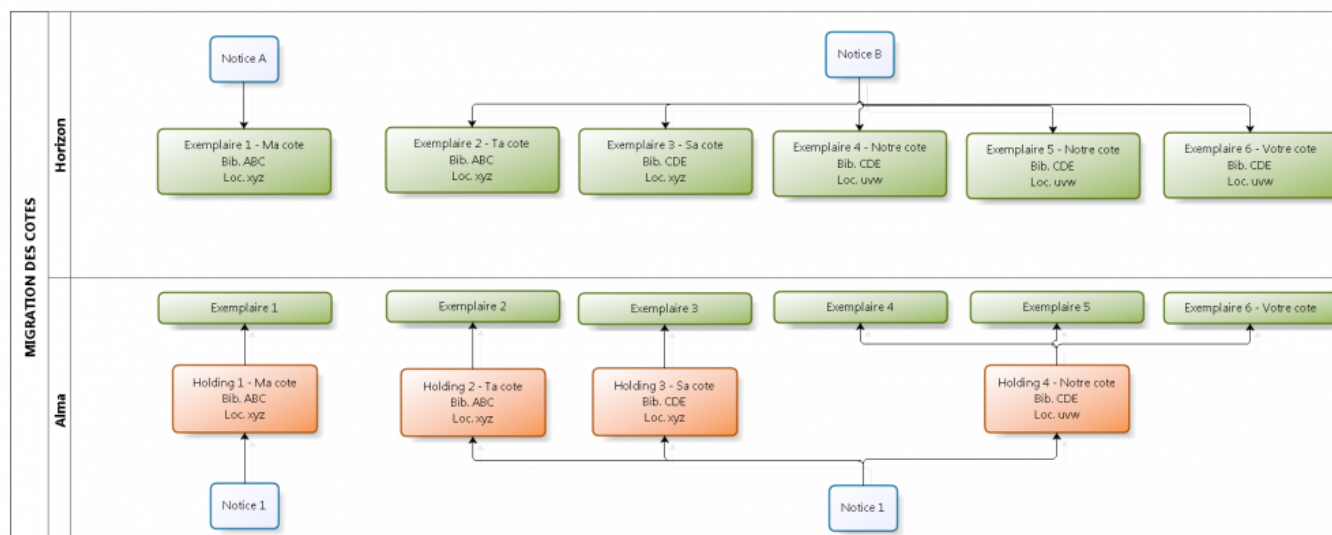 MIGRATION DES COTES
Horizon
Notice A
Notice B
Exemplaire 1 - Ma cote
Bib. ABC
Loc. xyz
Exemplaire 2 - Ta cote
Bib. ABC
Loc. xyz
Exemplaire 3 - Sa cote
Bib. CDE
Loc. xyz
Exemplaire 4 - Notre cote
Bib. CDE
Loc. uvw
Exemplaire 5 - Notre cote
Bib. CDE
Loc. uvw
Exemplaire 6 - Votre cote
Bib. CDE
Loc. uvw
Alma
Exemplaire 1
Exemplaire 2
Exemplaire 3
Exemplaire 4
Exemplaire 5
Exemplaire 6 - Votre cote
Holding 1 - Ma cote
Bib. ABC
Loc. xyz
Holding 2 - Ta cote
Bib. ABC
Loc. xyz
Holding 3 - Sa cote
Bib. CDE
Loc. xyz
Holding 4 - Notre cote
Bib. CDE
Loc. uvw
Notice 1
Notice 1